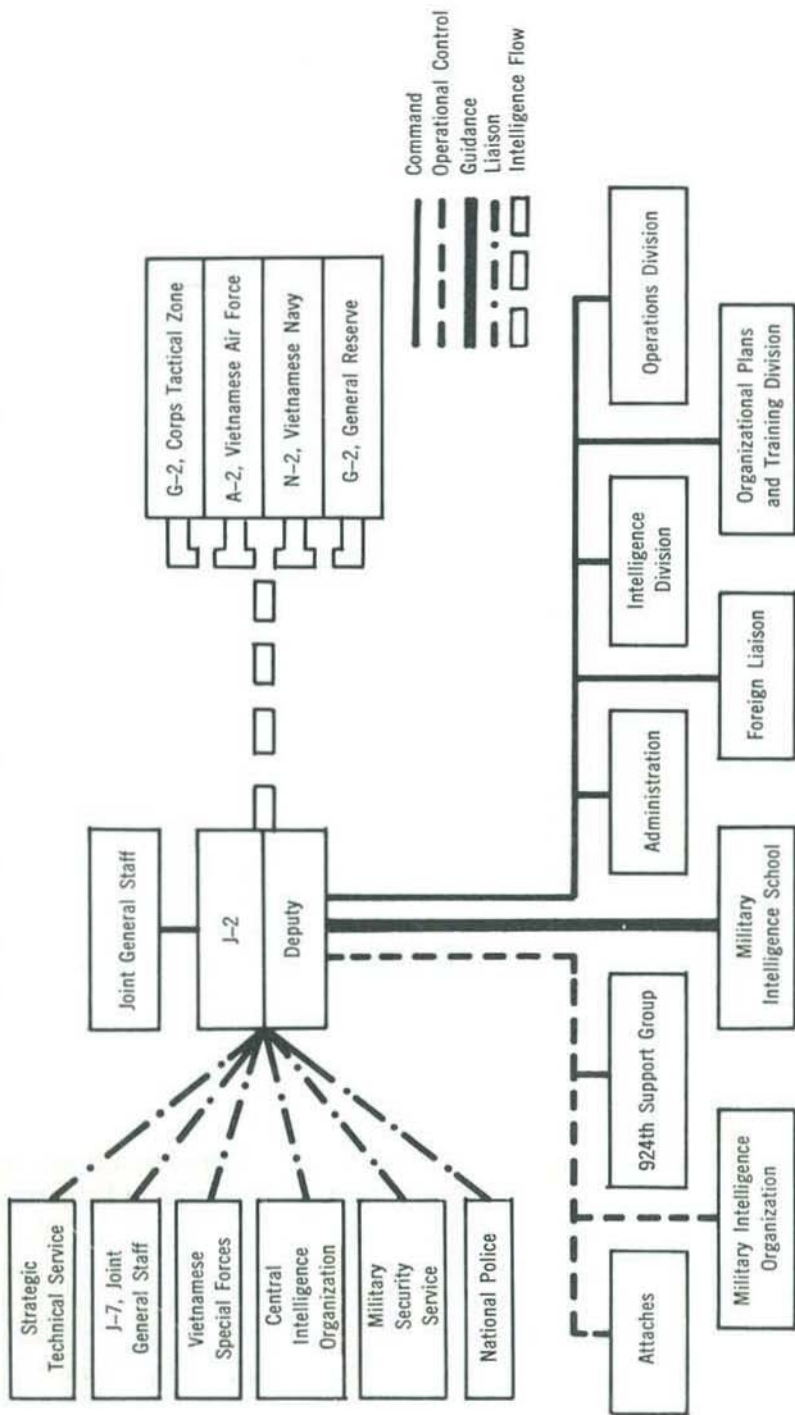 Joint General Staff
J-2
Deputy
Strategic
Technical Service
J-7, Joint
General Staff
Vietnamese
Special Forces
Central
Intelligence
Organization
Military
Security
Service
National Police
G-2, Corps Tactical Zone
A-2, Vietnamese Air Force
N-2, Vietnamese Navy
G-2, General Reserve
Command
Operational Control
Guidance
Liaison
Intelligence Flow
Attaches
Military Intelligence
Organization
924th Support Group
Military
Intelligence School
Administration
Foreign Liaison
Intelligence
Division
Organizational Plans
and Training Division
Operations Division